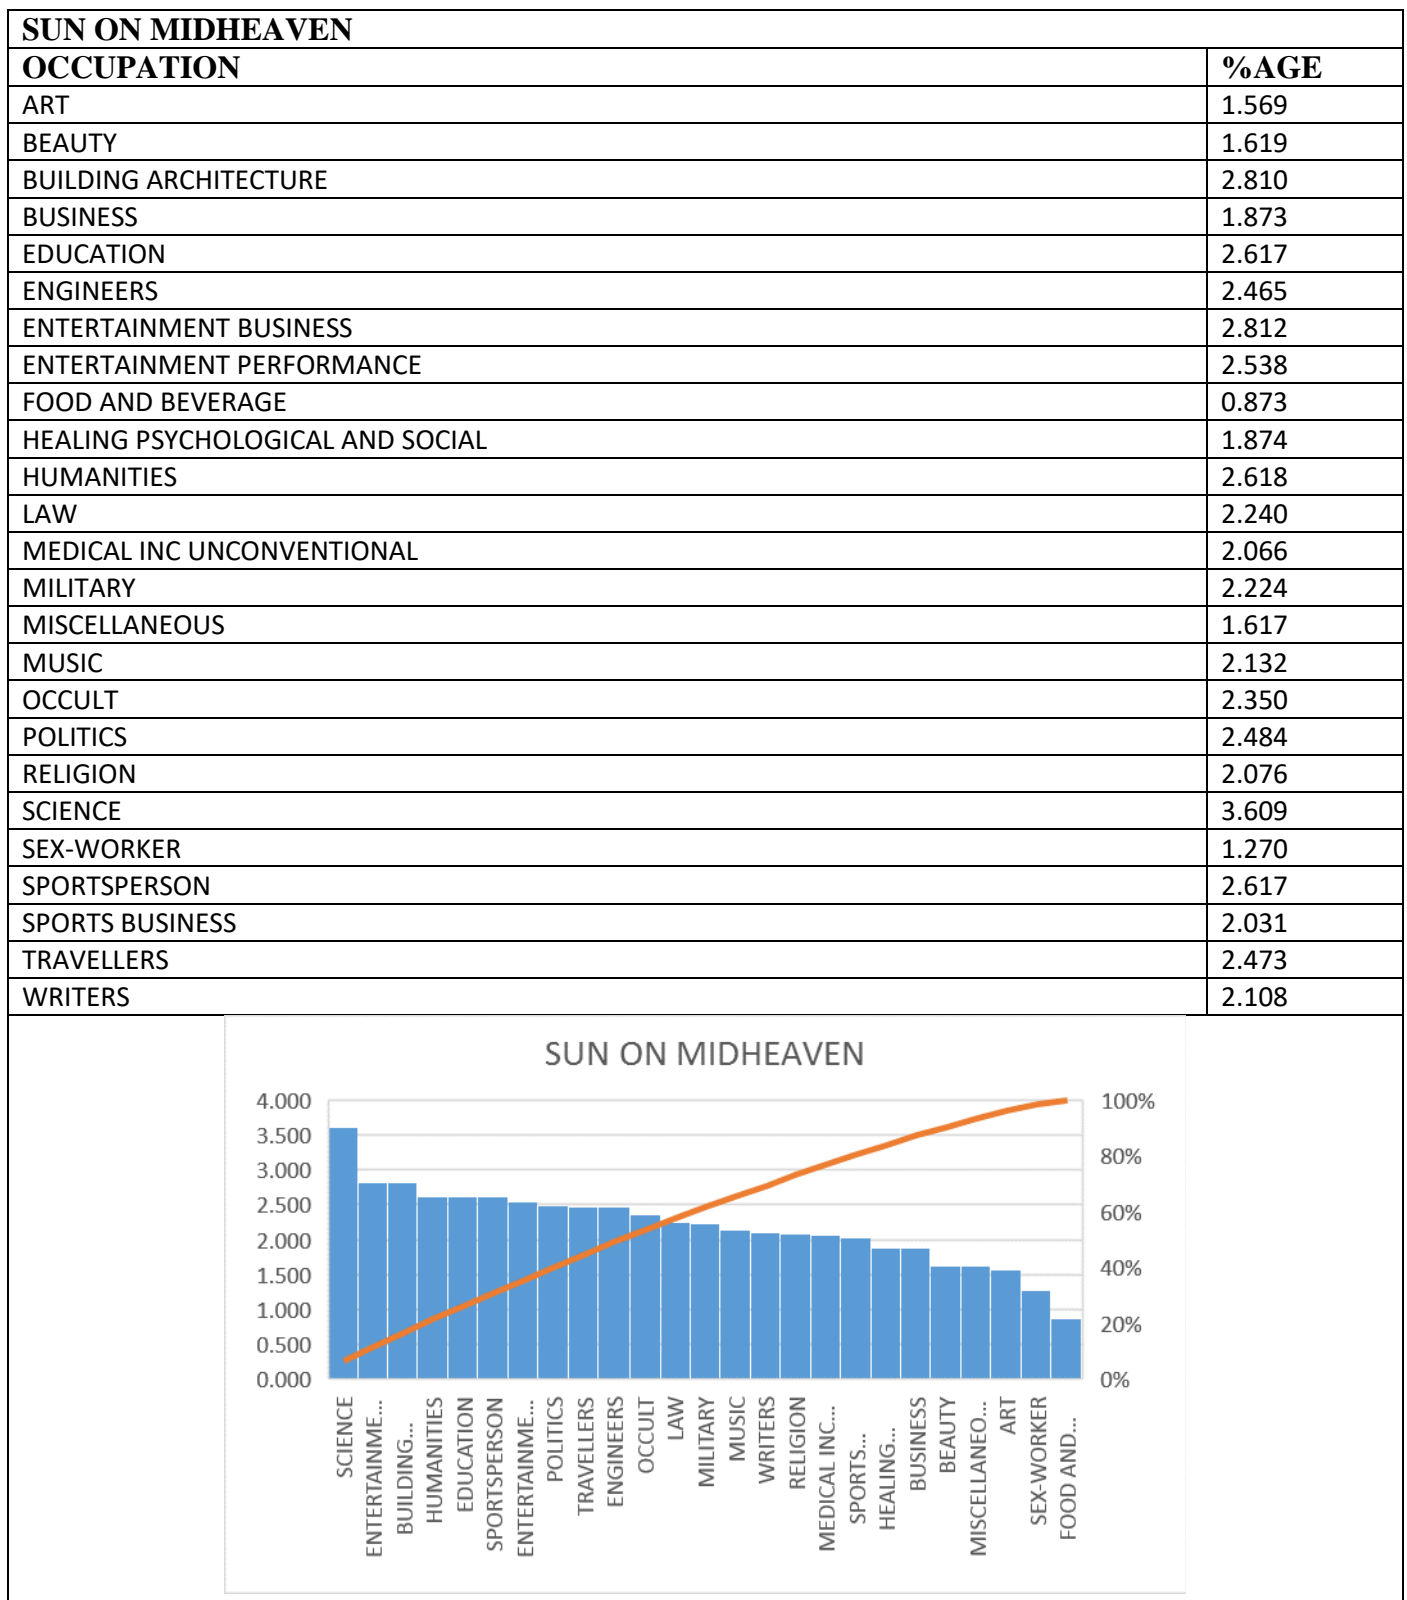 SUN ON MIDHEAVEN
OCCUPATION %AGE
ART 1.569
BEAUTY 1.619
BUILDING ARCHITECTURE 2.810
BUSINESS 1.873
EDUCATION 2.617
ENGINEERS 2.465
ENTERTAINMENT BUSINESS 2.812
ENTERTAINMENT PERFORMANCE 2.538
FOOD AND BEVERAGE 0.873
HEALING PSYCHOLOGICAL AND SOCIAL 1.874
HUMANITIES 2.618
LAW 2.240
MEDICAL INC UNCONVENTIONAL 2.066
MILITARY 2.224
MISCELLANEOUS 1.617
MUSIC 2.132
OCCULT 2.350
POLITICS 2.484
RELIGION 2.076
SCIENCE 3.609
SEX-WORKER 1.270
SPORTSPERSON 2.617
SPORTS BUSINESS 2.031
TRAVELLERS 2.473
WRITERS 2.108
SUN ON MIDHEAVEN
4.000 100%
3.500
3.000 80%
2.500 60%
2.000
1.500 40%
1.000
0.500 20%
0.000 0%
SCIENCE
ENTERTAINME...
BUILDING...
HUMANITIES
EDUCATION
SPORTSPERSON
ENTERTAINME...
POLITICS
TRAVELLERS
ENGINEERS
OCCULT
LAW
MILITARY
MUSIC
WRITERS
RELIGION
MEDICAL INC...
SPORTS...
HEALING...
BUSINESS
BEAUTY
MISCELLANEO...
ART
SEX-WORKER
FOOD AND...